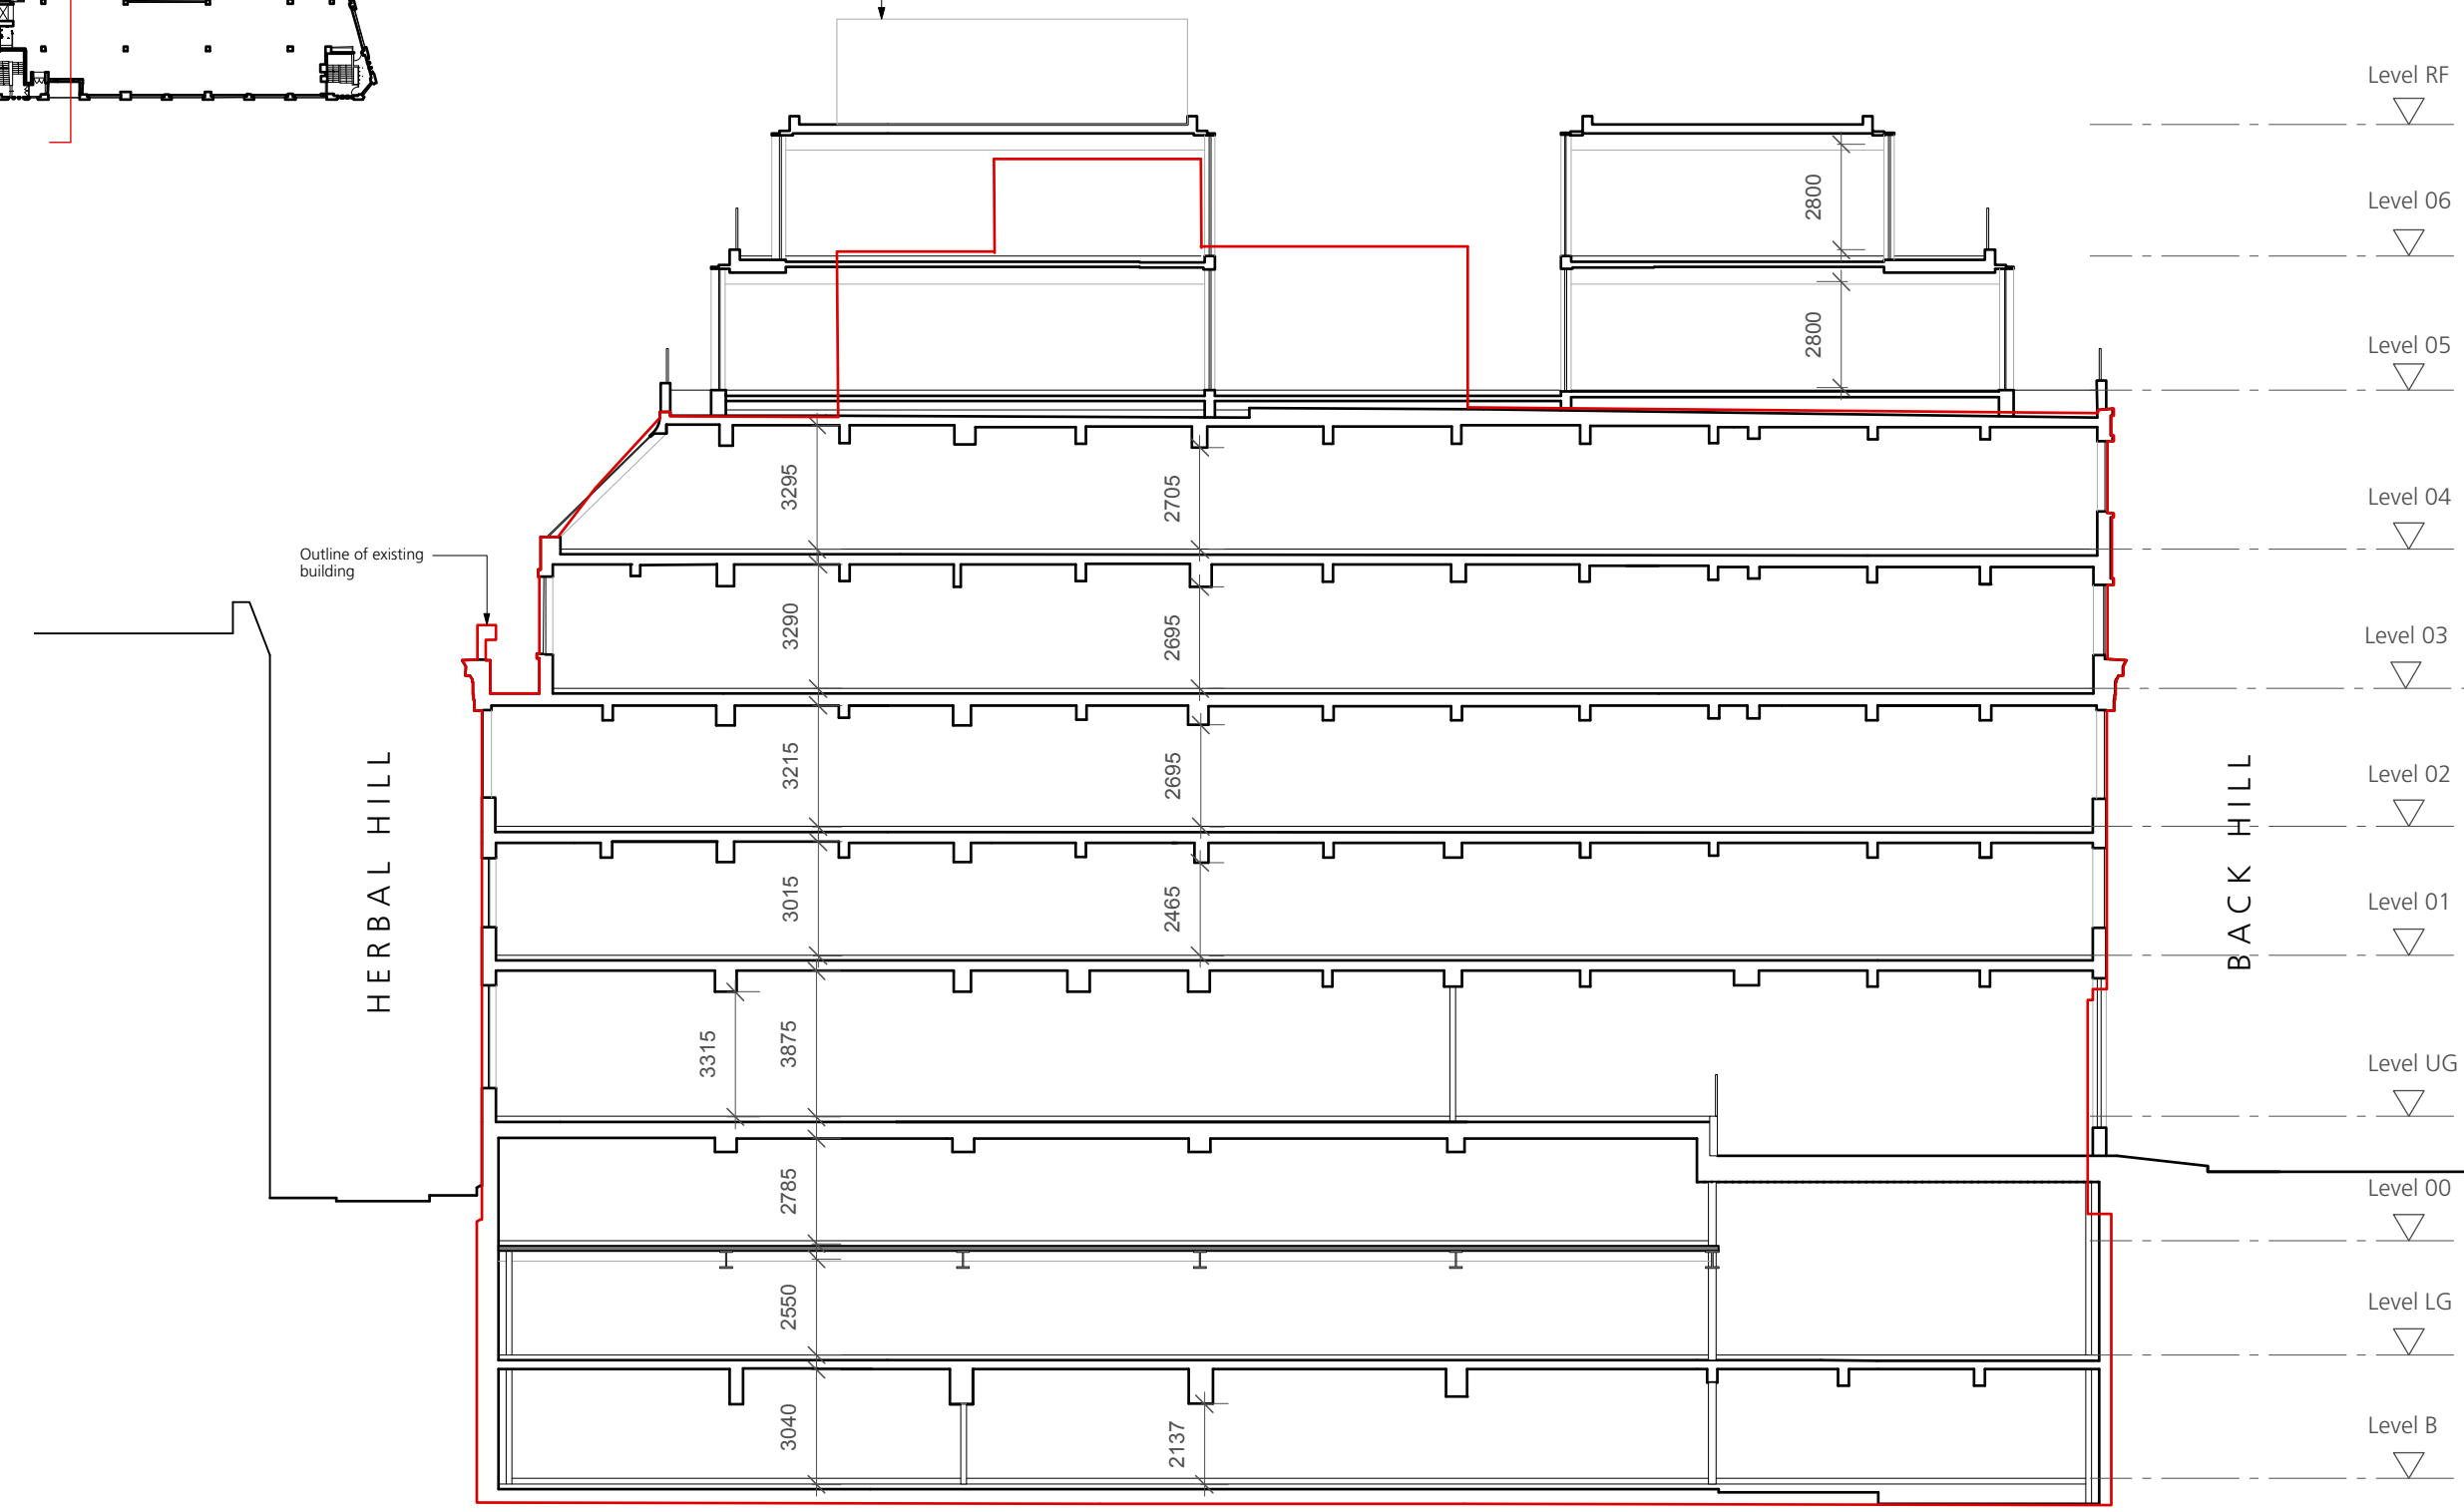 Level RF
2800
Level 06
2800
Level 05
3295
2705
Level 04
Outline of existing
building
3290
2695
Level 03
3215
2695
Level 02
HERBAL HILL
BACK HILL
3015
2465
Level 01
3315
3875
Level UG
2785
Level 00
2550
Level LG
3040
2137
Level B